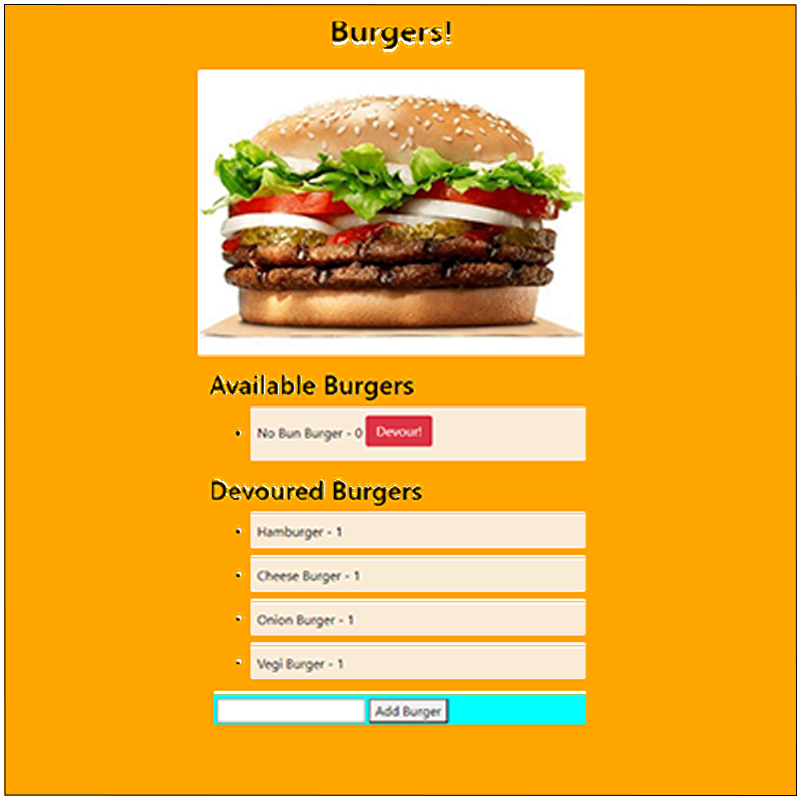 Burgers!
Available Burgers
No Bun Burger - 0 Devour!
Devoured Burgers
Hamburger - 1
Cheese Burger - 1
Onion Burger - 1
Vegi Burger - 1
Add Burger